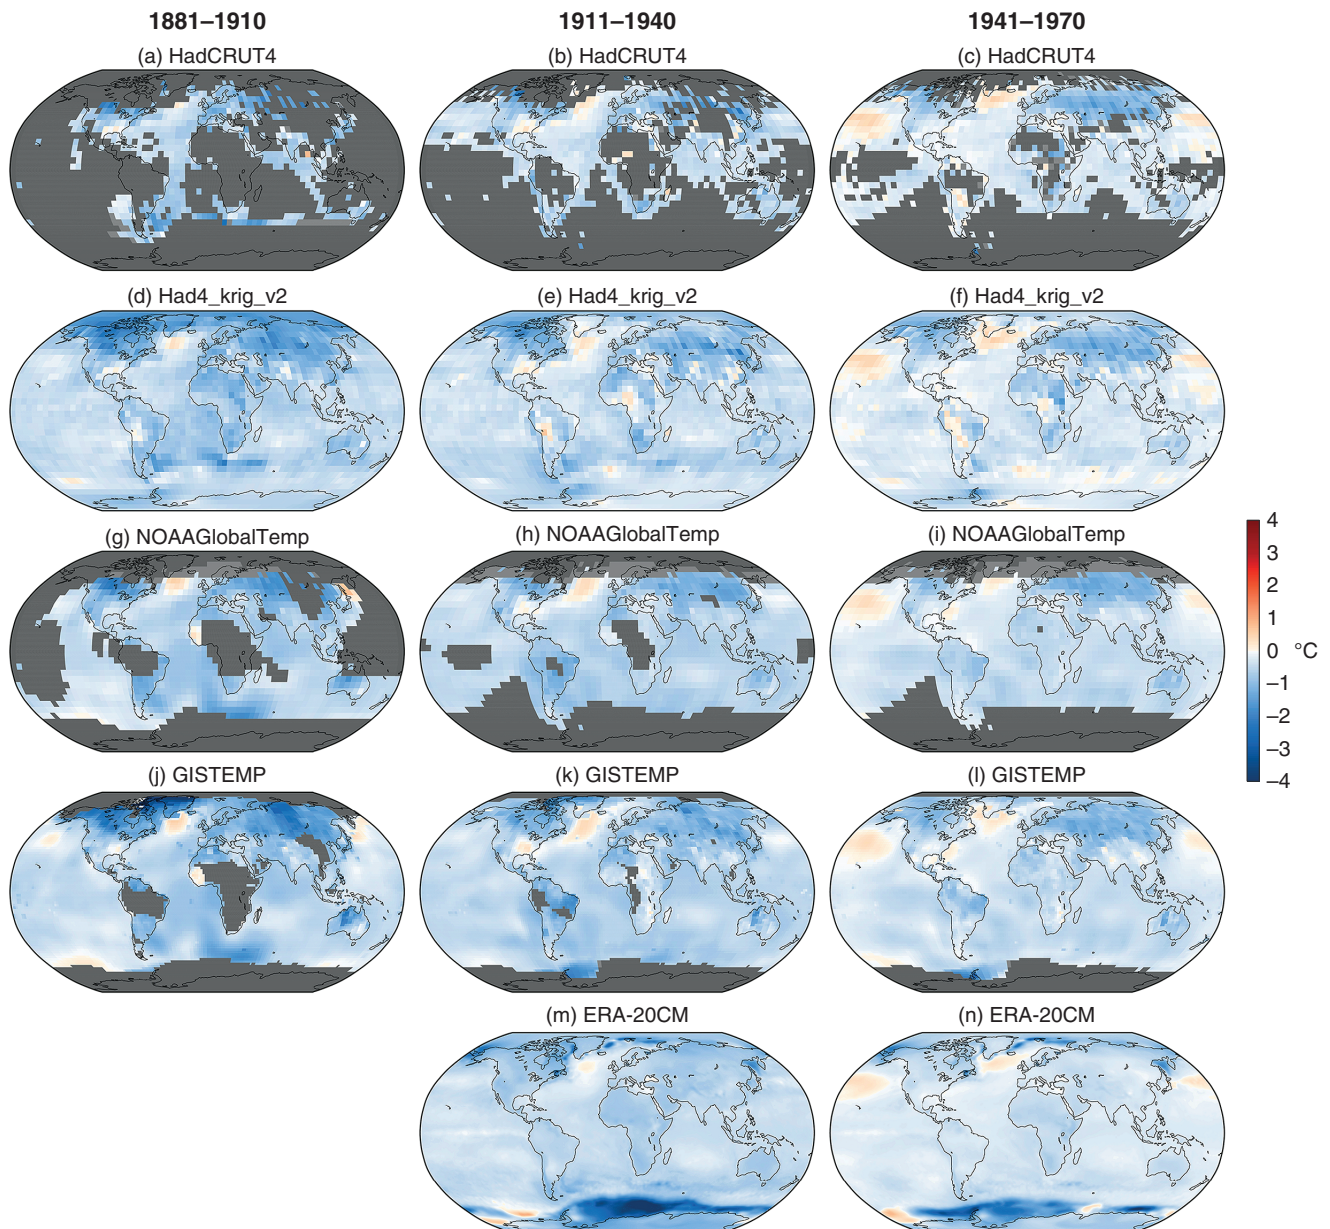 1881–1910 1911–1940 1941–1970
(a) HadCRUT4 (b) HadCRUT4 (c) HadCRUT4
(d) Had4_krig_v2 (e) Had4_krig_v2 (f) Had4_krig_v2
(g) NOAAGlobalTemp (h) NOAAGlobalTemp (i) NOAAGlobalTemp
4
3
2
1
0 °C
–1
–2
–3
–4
(j) GISTEMP (k) GISTEMP (l) GISTEMP
(m) ERA-20CM (n) ERA-20CM